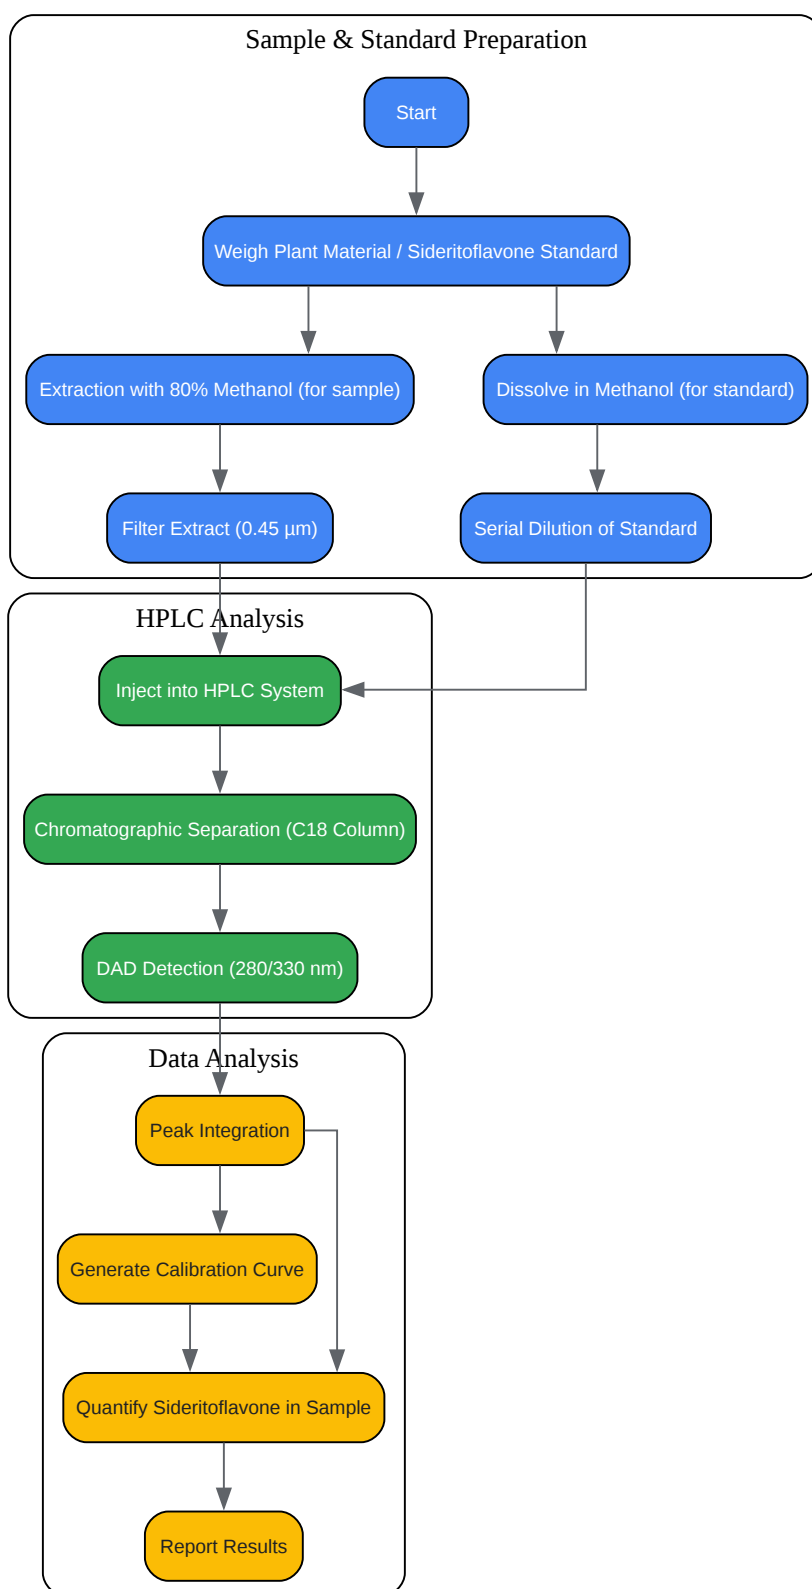 Sample & Standard Preparation
Start
Weigh Plant Material / Sideritoflavone Standard
Extraction with 80% Methanol (for sample)
Dissolve in Methanol (for standard)
Filter Extract (0.45 µm)
Serial Dilution of Standard
HPLC Analysis
Inject into HPLC System
Chromatographic Separation (C18 Column)
DAD Detection (280/330 nm)
Data Analysis
Peak Integration
Generate Calibration Curve
Quantify Sideritoflavone in Sample
Report Results